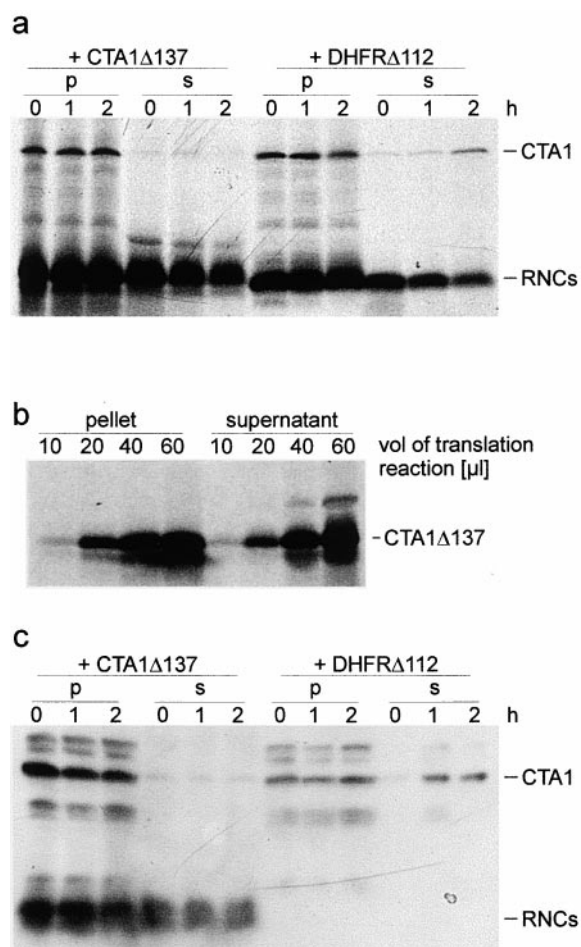 a
+ CTA1Δ137 + DHFRΔ112
p s p s
0 1 2 0 1 2 0 1 2 0 1 2 h
CTA1
RNCs
b
pellet supernatant
10 20 40 60 10 20 40 60 vol of translation
reaction [µl]
CTA1Δ137
c
+ CTA1Δ137 + DHFRΔ112
p s p s
0 1 2 0 1 2 0 1 2 0 1 2 h
CTA1
RNCs